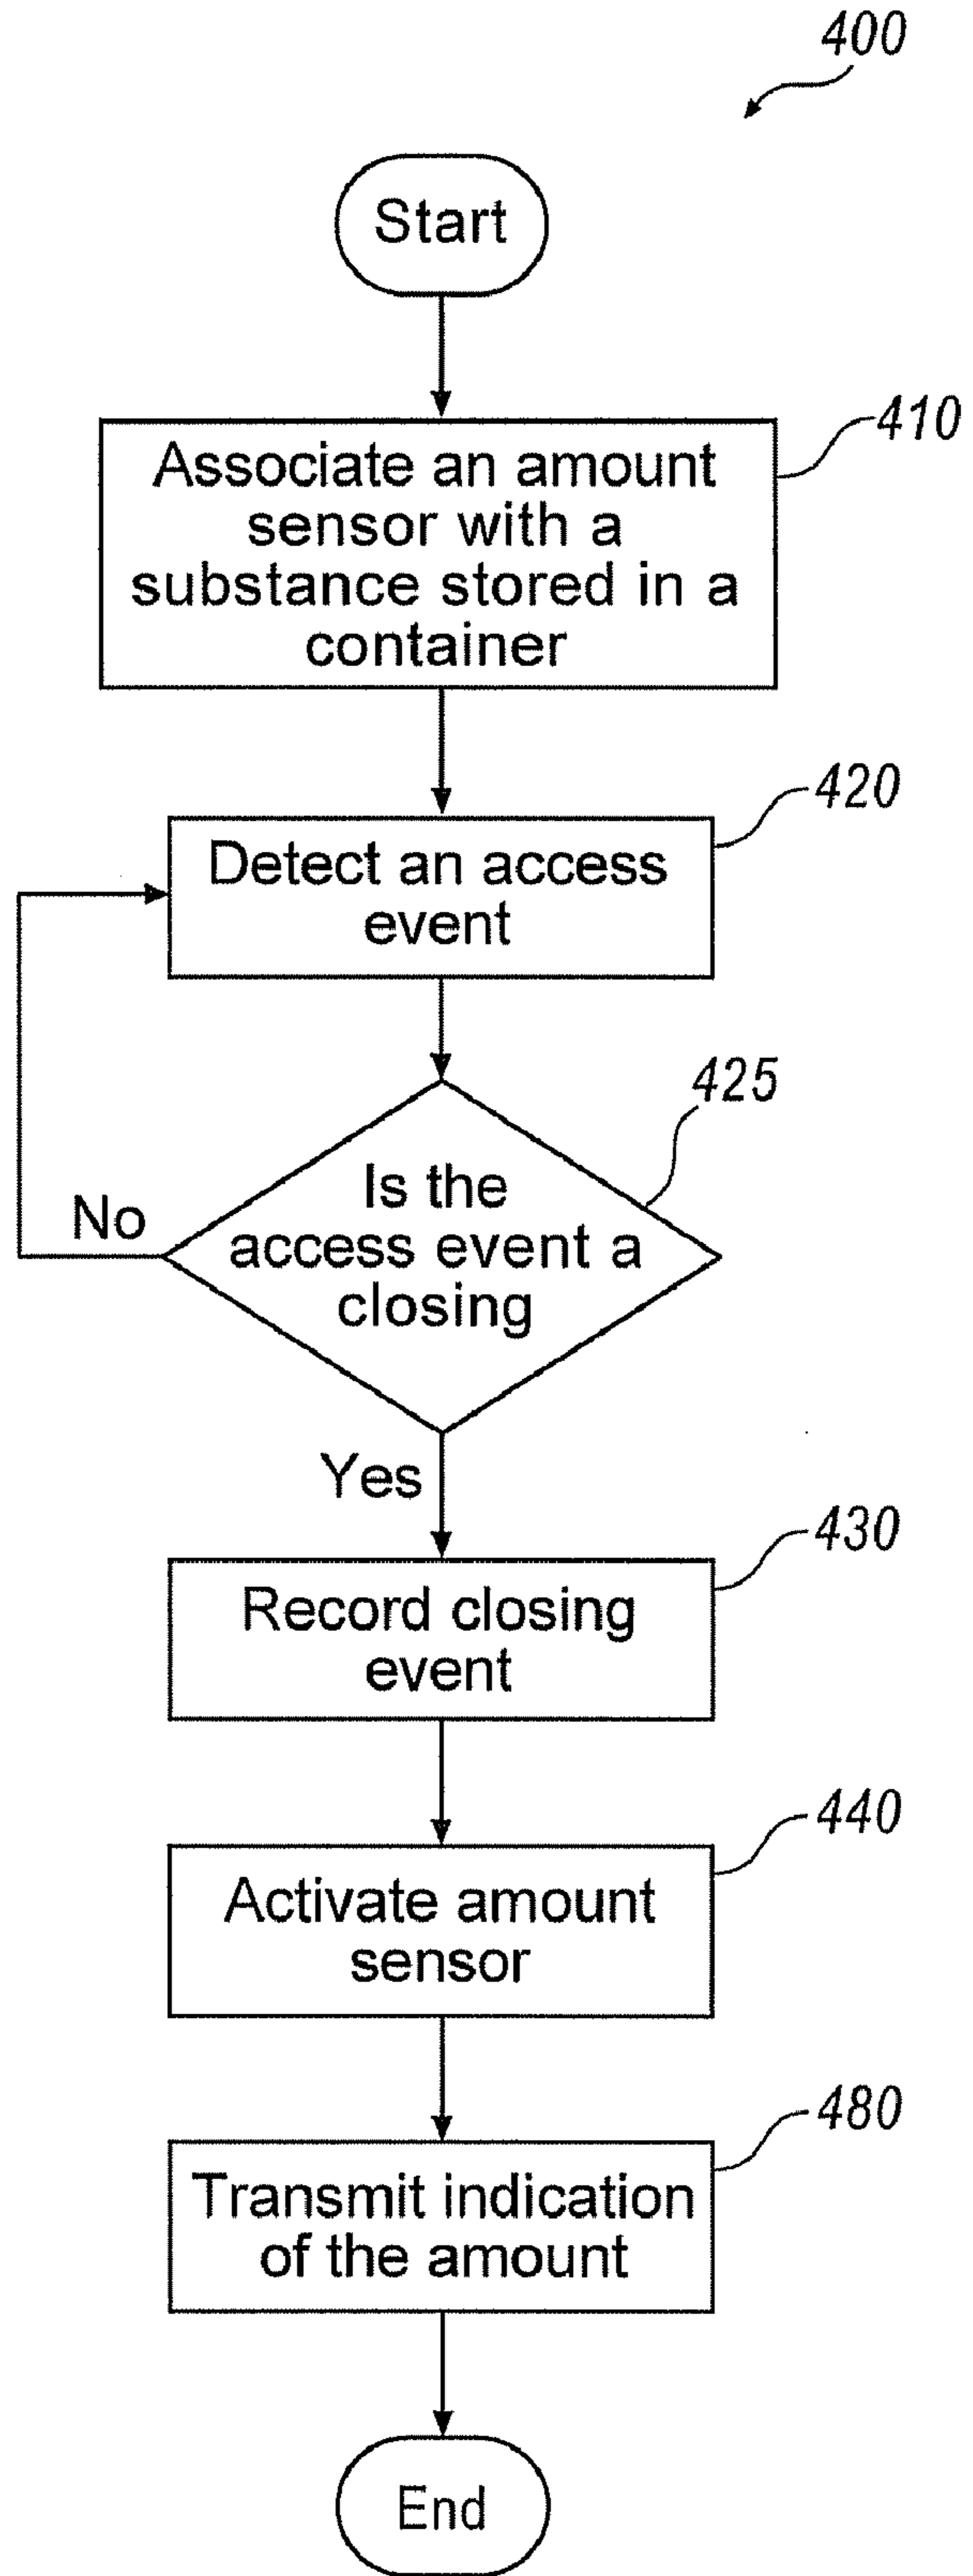 400
Start
410
Associate an amount
sensor with a
substance stored in a
container
420
Detect an access
event
425
Is the
access event a
closing
No
Yes
430
Record closing
event
440
Activate amount
sensor
480
Transmit indication
of the amount
End